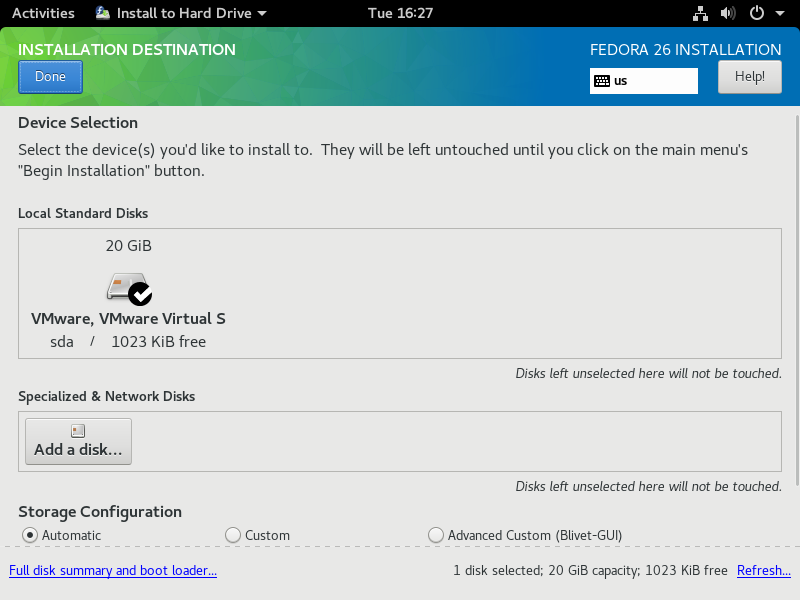 Activities Install to Hard Drive Tue 16:27
INSTALLATION DESTINATION FEDORA 26 INSTALLATION
Done us Help!
Device Selection
Select the device(s) you'd like to install to.  They will be left untouched until you click on the main menu's
"Begin Installation" button.
Local Standard Disks
20 GiB
VMware, VMware Virtual S
sda / 1023 KiB free
Disks left unselected here will not be touched.
Specialized & Network Disks
Add a disk...
Disks left unselected here will not be touched.
Storage Configuration
Automatic Custom Advanced Custom (Blivet-GUI)
Full disk summary and boot loader... 1 disk selected; 20 GiB capacity; 1023 KiB free Refresh...